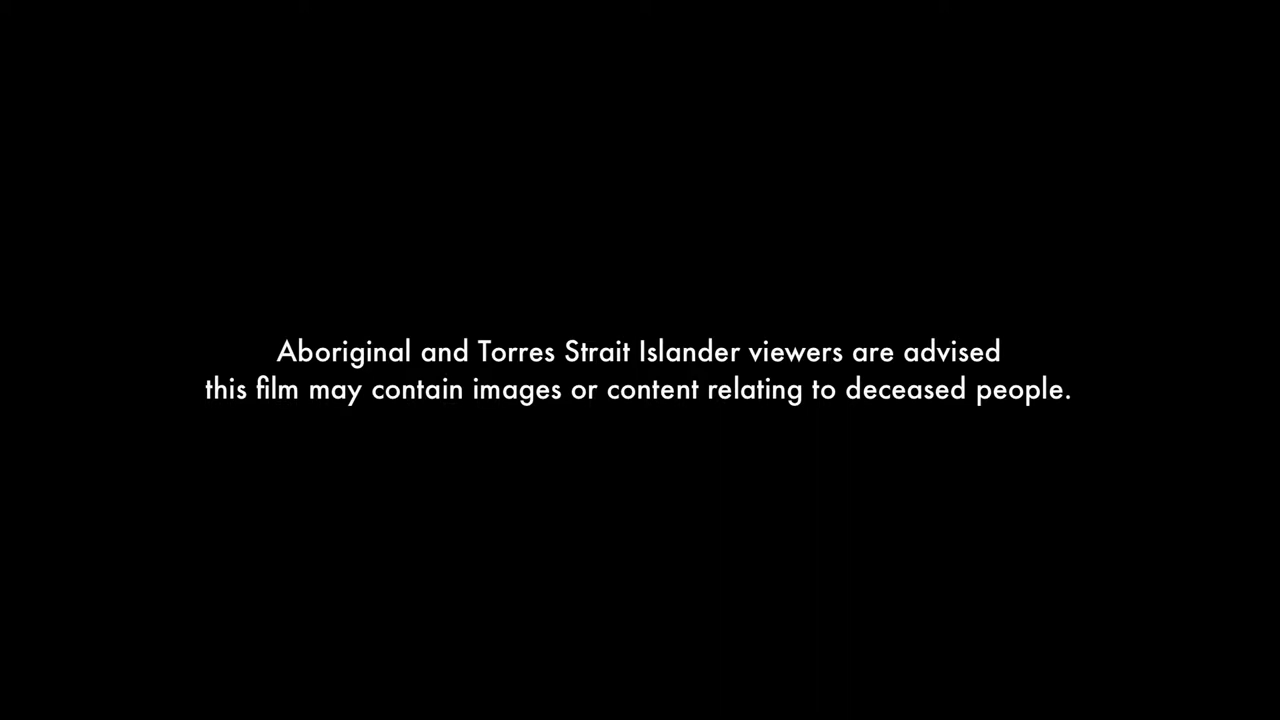 Aboriginal and Torres Strait Islander viewers are advised
this film may contain images or content relating to deceased people.